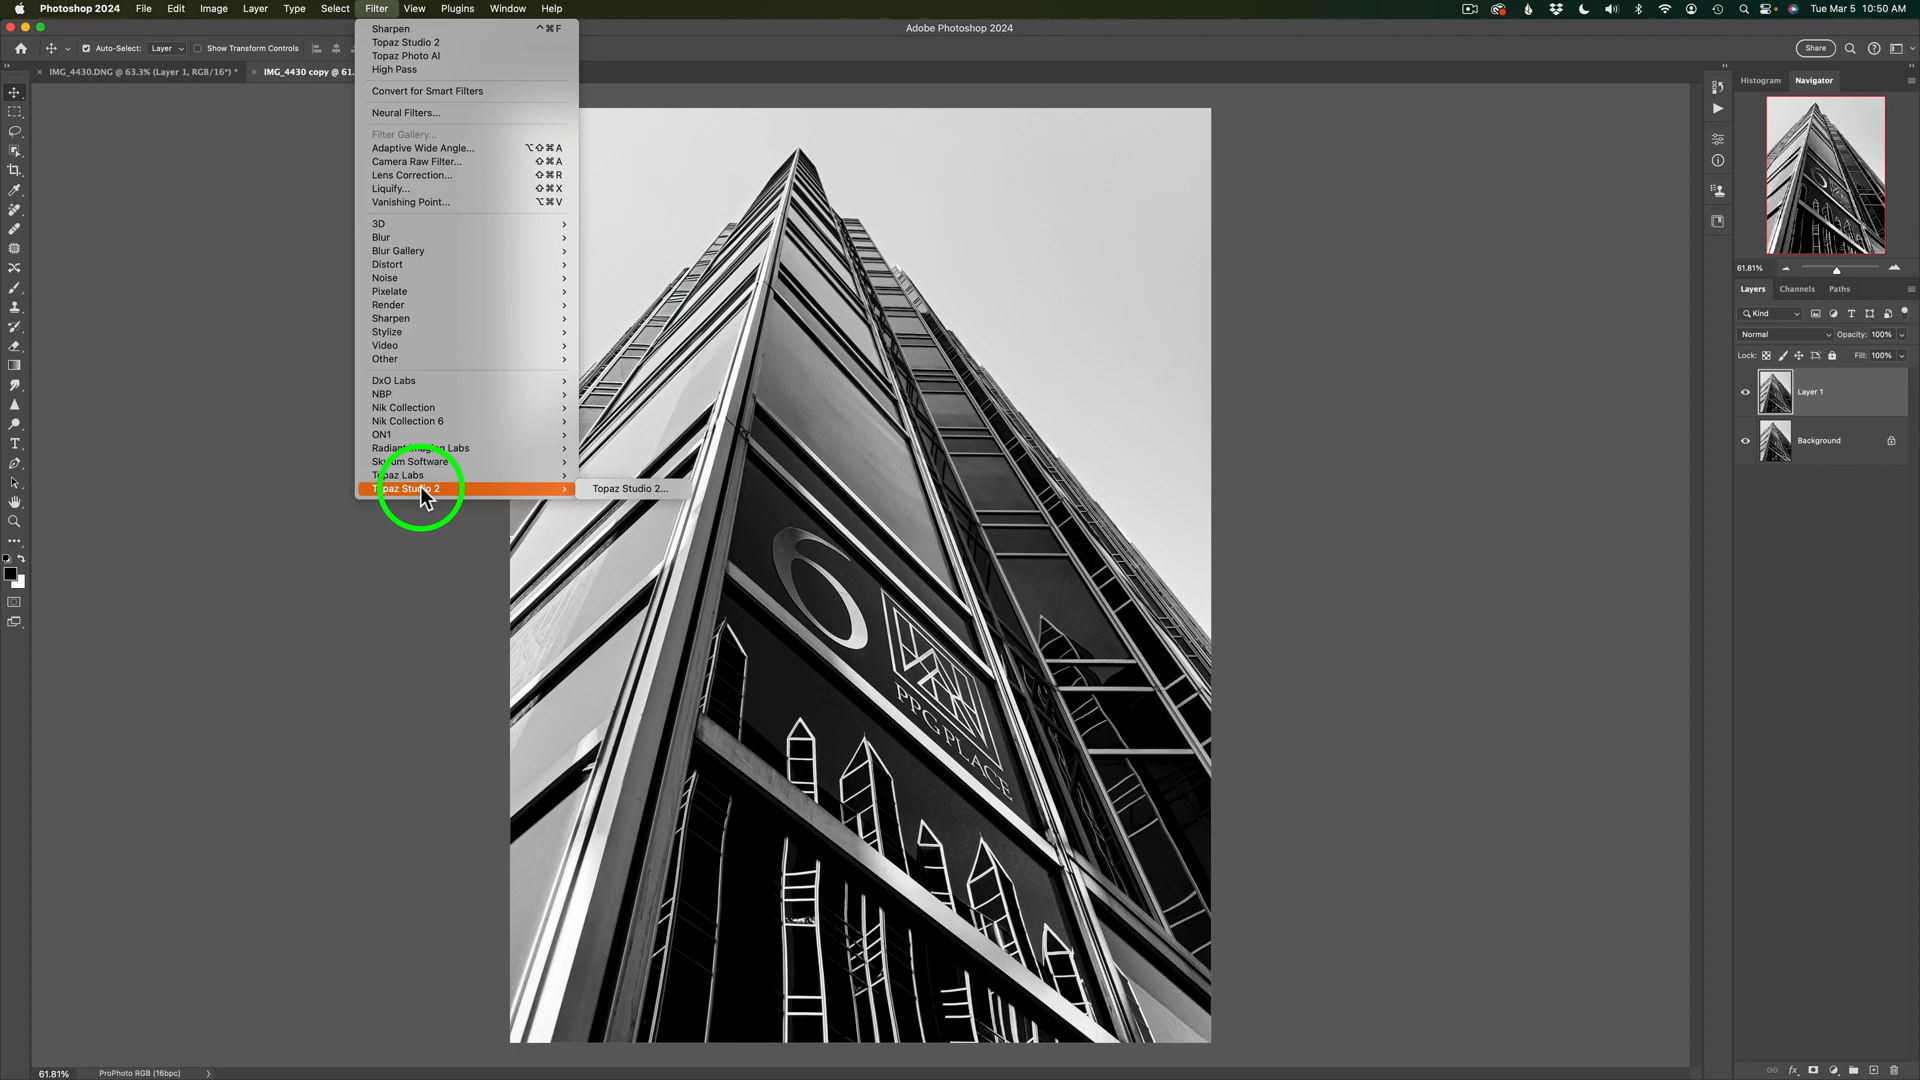 Photoshop 2024 File Edit Image Layer Type Select Filter View Plugins Window Help Tue Mar 5 10:50 AM
Adobe Photoshop 2024
Auto-Select: Layer Show Transform Controls Share
× IMG_4430.DNG @ 63.3% (Layer 1, RGB/16*) * × IMG_4430 copy @ 61.
Sharpen ⌃⌘F
Topaz Studio 2
Topaz Photo AI
High Pass
Convert for Smart Filters
Neural Filters...
Filter Gallery...
Adaptive Wide Angle... ⌥⇧⌘A
Camera Raw Filter... ⇧⌘A
Lens Correction... ⇧⌘R
Liquify... ⇧⌘X
Vanishing Point... ⌥⌘V
3D
Blur
Blur Gallery
Distort
Noise
Pixelate
Render
Sharpen
Stylize
Video
Other
DxO Labs
NBP
Nik Collection
Nik Collection 6
ON1
Radiant Imaging Labs
Skylum Software
Topaz Labs
Topaz Studio 2
Topaz Studio 2...
6
PPG PLACE
Histogram Navigator
61.81%
Layers Channels Paths
Kind
Normal Opacity: 100%
Lock: Fill: 100%
Layer 1
Background
fx
61.81% ProPhoto RGB (16bpc)